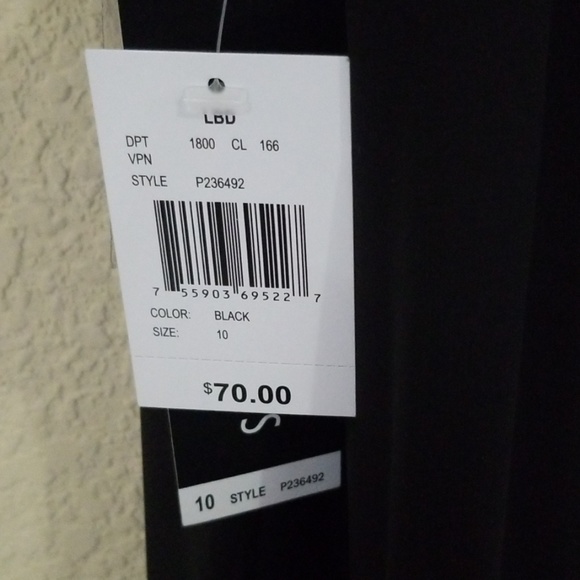 LBD
DPT 1800 CL 166
VPN
STYLE P236492
7 55903 69522 7
COLOR: BLACK
SIZE: 10
$70.00
S
10 STYLE P236492